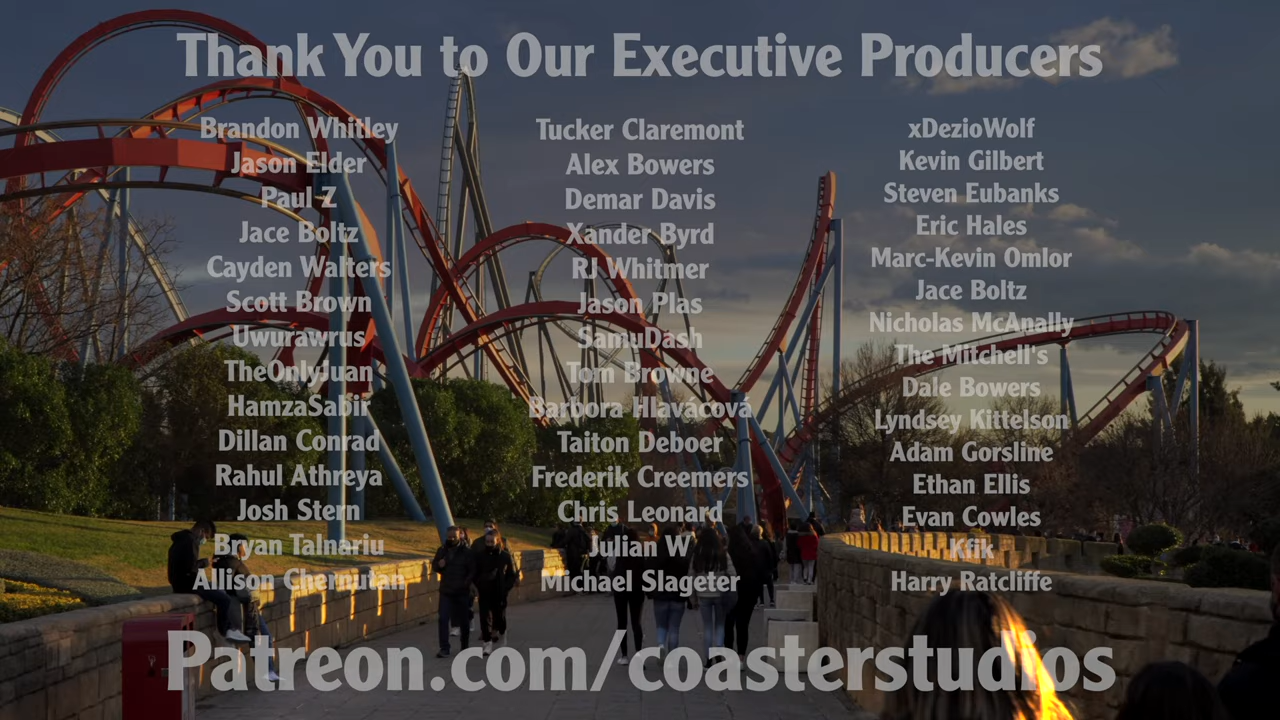 Thank You to Our Executive Producers
Brandon Whitley
Jason Elder
Paul Z
Jace Boltz
Cayden Walters
Scott Brown
Uwurawrus
TheOnlyJuan
HamzaSabir
Dillan Conrad
Rahul Athreya
Josh Stern
Bryan Talnariu
Allison Chernutan
Tucker Claremont
Alex Bowers
Demar Davis
Xander Byrd
RJ Whitmer
Jason Plas
SamuDash
Tom Browne
Barbora Hlavacova
Taiton Deboer
Frederik Creemers
Chris Leonard
Julian W
Michael Slageter
xDezioWolf
Kevin Gilbert
Steven Eubanks
Eric Hales
Marc-Kevin Omlor
Jace Boltz
Nicholas McAnally
The Mitchell's
Dale Bowers
Lyndsey Kittelson
Adam Gorsline
Ethan Ellis
Evan Cowles
Kfik
Harry Ratcliffe
Patreon.com/coasterstudios